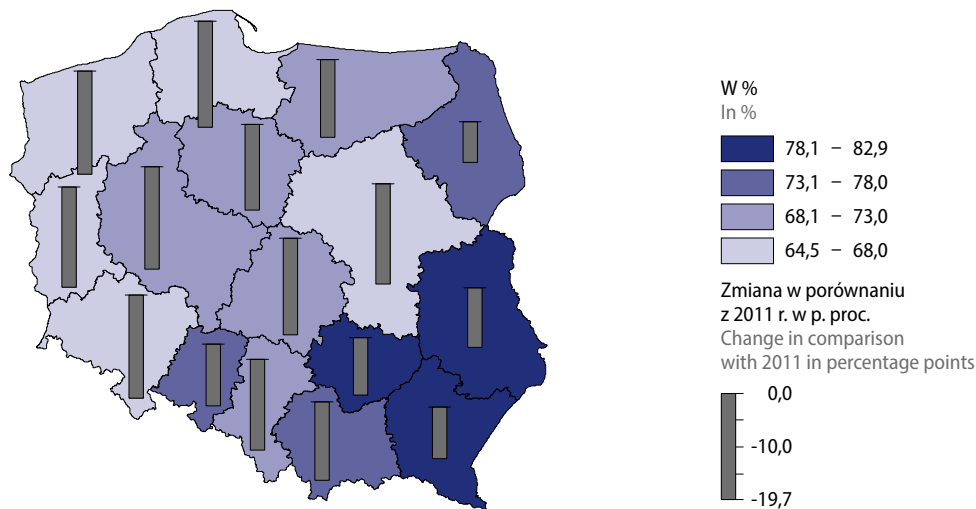 W %
In %
78,1 – 82,9
73,1 – 78,0
68,1 – 73,0
64,5 – 68,0
Zmiana w porównaniu
z 2011 r. w p. proc.
Change in comparison
with 2011 in percentage points
0,0
-10,0
-19,7